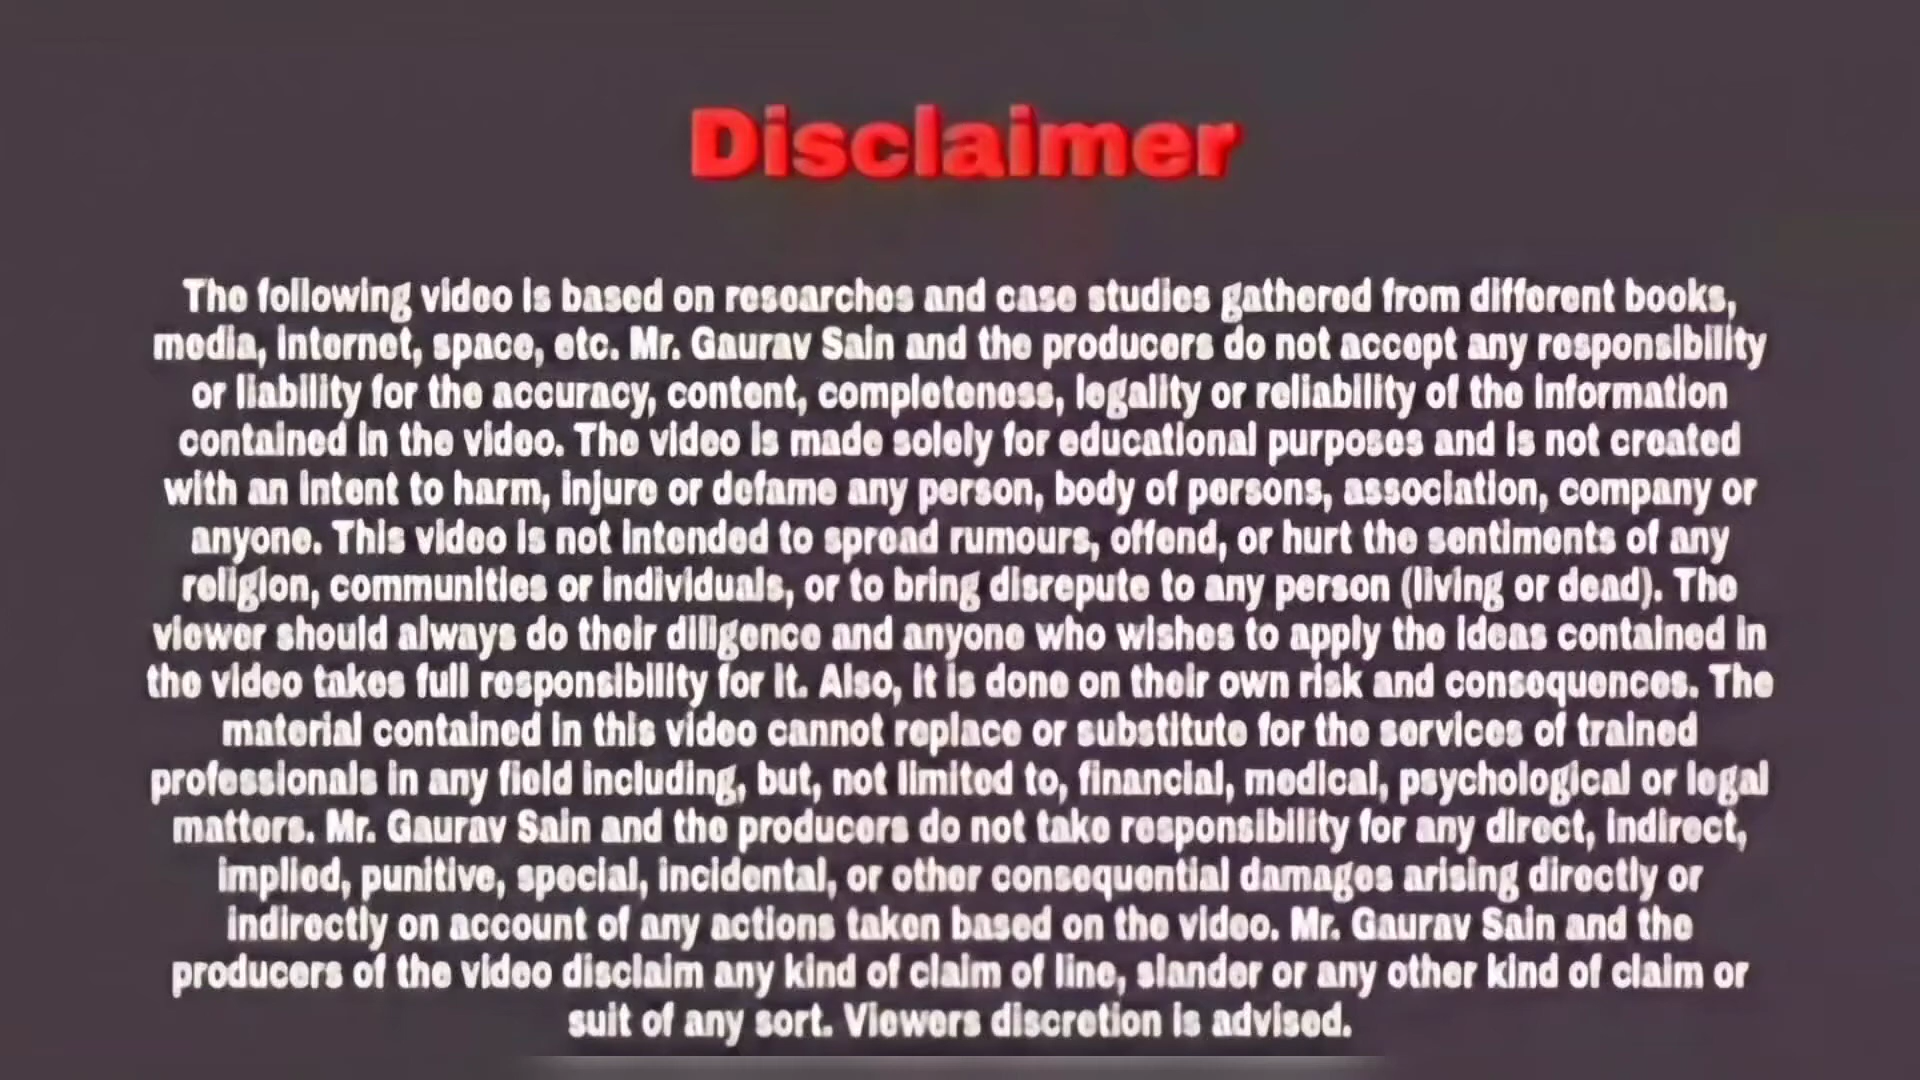 Disclaimer
The following video is based on researches and case studies gathered from different books,
media, internet, space, etc. Mr. Gaurav Sain and the producers do not accept any responsibility
or liability for the accuracy, content, completeness, legality or reliability of the information
contained in the video. The video is made solely for educational purposes and is not created
with an intent to harm, injure or defame any person, body of persons, association, company or
anyone. This video is not intended to spread rumours, offend, or hurt the sentiments of any
religion, communities or individuals, or to bring disrepute to any person (living or dead). The
viewer should always do their diligence and anyone who wishes to apply the ideas contained in
the video takes full responsibility for it. Also, it is done on their own risk and consequences. The
material contained in this video cannot replace or substitute for the services of trained
professionals in any field including, but, not limited to, financial, medical, psychological or legal
matters. Mr. Gaurav Sain and the producers do not take responsibility for any direct, indirect,
implied, punitive, special, incidental, or other consequential damages arising directly or
indirectly on account of any actions taken based on the video. Mr. Gaurav Sain and the
producers of the video disclaim any kind of claim of line, slander or any other kind of claim or
suit of any sort. Viewers discretion is advised.